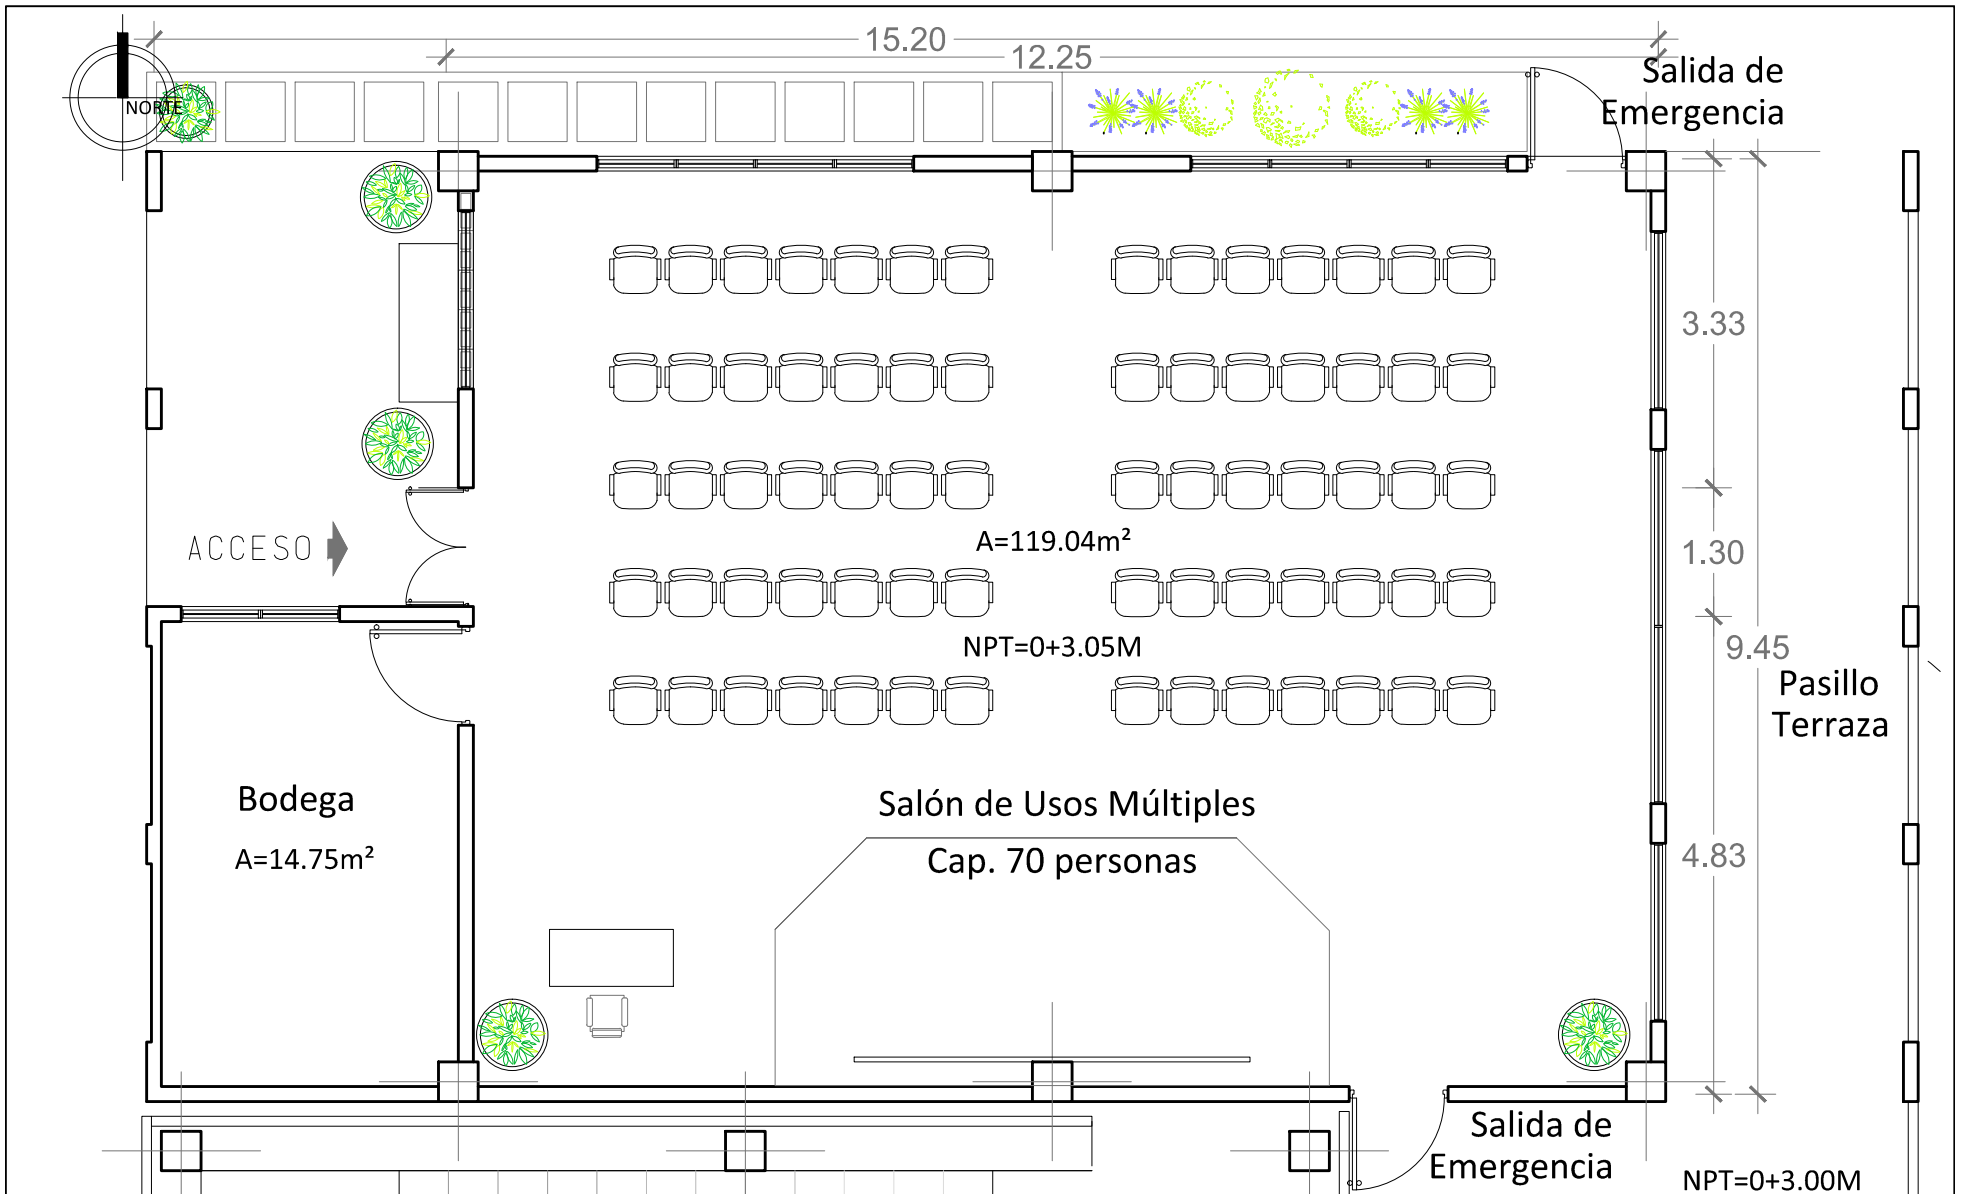 15.20
12.25
NORTE
Salida de
Emergencia
3.33
ACCESO
A=119.04m²
1.30
NPT=0+3.05M
9.45
Pasillo
Terraza
Bodega
A=14.75m²
Salón de Usos Múltiples
Cap. 70 personas
4.83
Salida de
Emergencia
NPT=0+3.00M